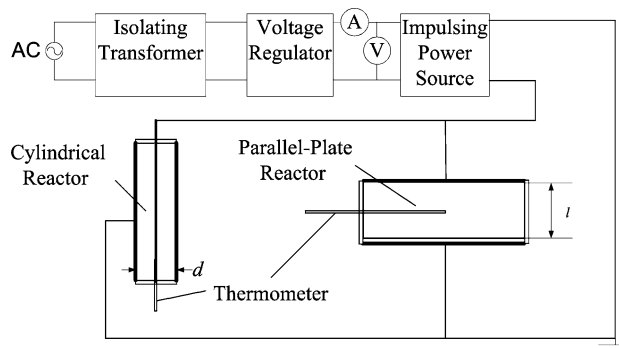 AC
Isolating
Transformer
Voltage
Regulator
A
V
Impulsing
Power
Source
Cylindrical
Reactor
Parallel-Plate
Reactor
l
d
Thermometer